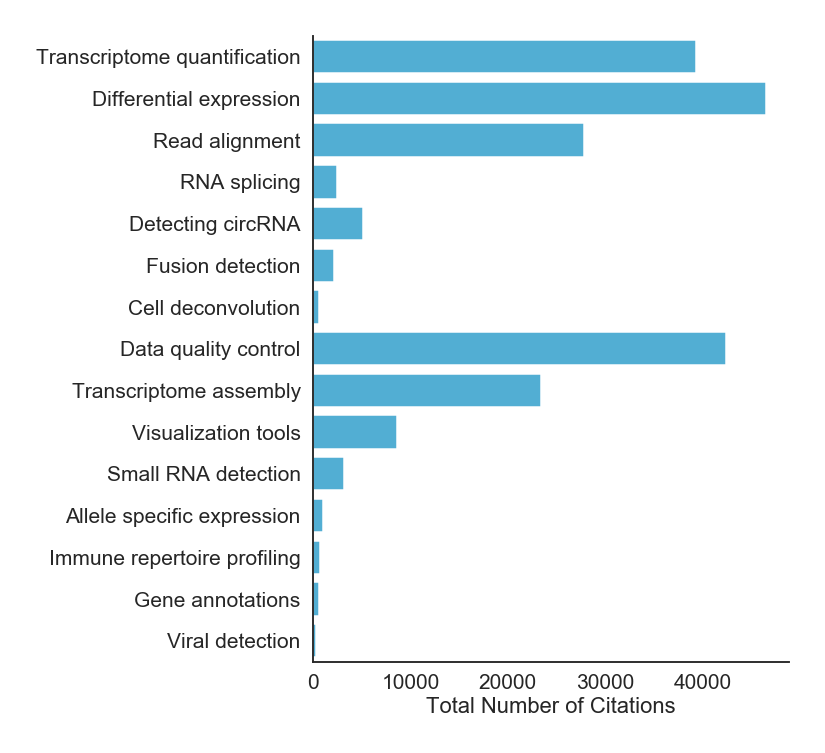 Transcriptome quantification
Differential expression
Read alignment
RNA splicing
Detecting circRNA
Fusion detection
Cell deconvolution
Data quality control
Transcriptome assembly
Visualization tools
Small RNA detection
Allele specific expression
Immune repertoire profiling
Gene annotations
Viral detection
0 10000 20000 30000 40000
Total Number of Citations